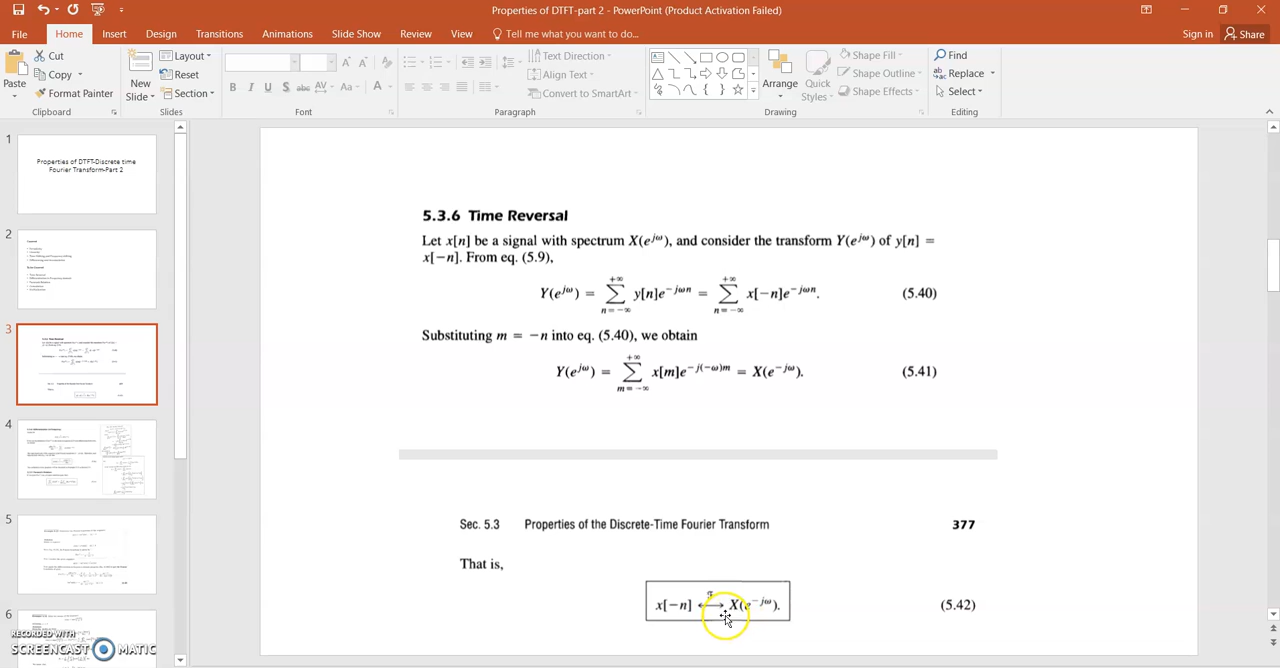 Properties of DTFT-part 2 - PowerPoint (Product Activation Failed)
File Home Insert Design Transitions Animations Slide Show Review View Tell me what you want to do... Sign in Share
Paste Cut Copy Format Painter Clipboard
New Slide Layout Reset Section Slides
B I U S abc AV Aa A Font
Text Direction Align Text Convert to SmartArt Paragraph
Arrange Quick Styles Shape Fill Shape Outline Shape Effects Drawing
Find Replace Select Editing
1
Properties of DTFT-Discrete time
Fourier Transform-Part 2
2
3
4
5
6
5.3.6 Time Reversal
Let x[n] be a signal with spectrum X(e^{jω}), and consider the transform Y(e^{jω}) of y[n] =
x[−n]. From eq. (5.9),
Y(e^{jω}) = ∑_{n=−∞}^{+∞} y[n]e^{−jωn} = ∑_{n=−∞}^{+∞} x[−n]e^{−jωn}. (5.40)
Substituting m = −n into eq. (5.40), we obtain
Y(e^{jω}) = ∑_{m=−∞}^{+∞} x[m]e^{−j(−ω)m} = X(e^{−jω}). (5.41)
Sec. 5.3 Properties of the Discrete-Time Fourier Transform 377
That is,
x[−n] ⟷^{ℱ} X(e^{−jω}). (5.42)
RECORDED WITH
SCREENCAST MATIC